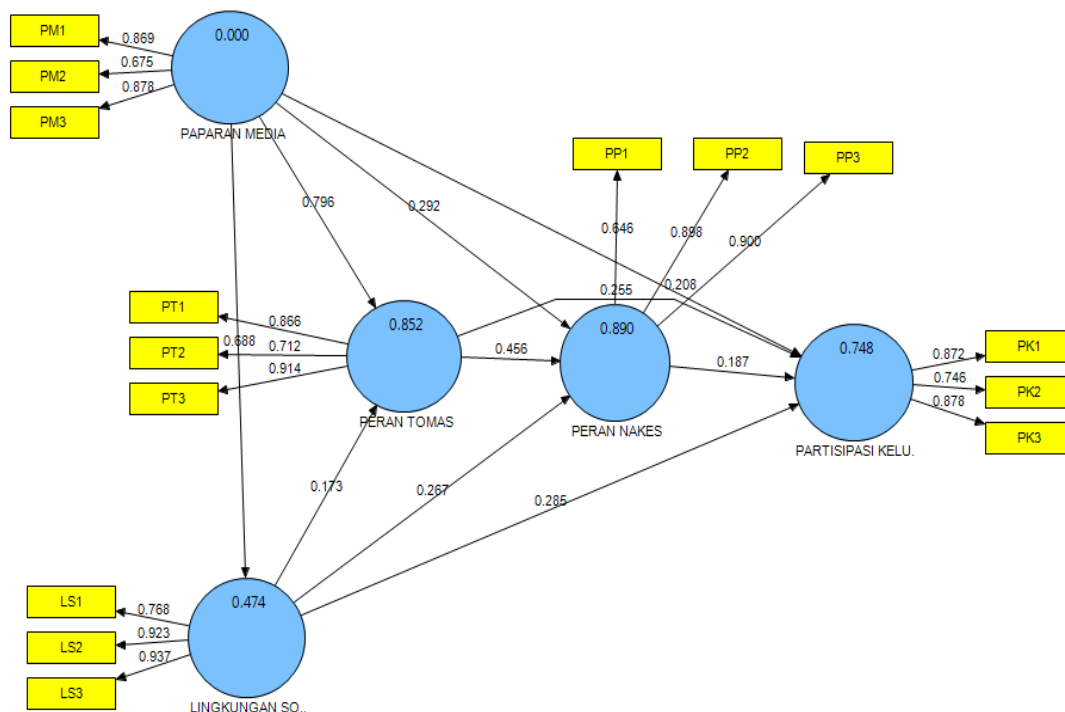 PM1
0.869
0.000
PM2
0.675
PM3
0.878
PAPARAN MEDIA
PP1
PP2
PP3
0.796
0.292
0.646
0.898
0.900
PT1
0.866
0.852
0.255
0.208
0.890
PT2
0.688
0.712
0.456
0.748
PT3
0.914
0.187
PERAN TOMAS
PERAN NAKES
PARTISIPASI KELU.
0.872
PK1
0.746
PK2
0.878
PK3
0.173
0.267
0.285
LS1
0.768
0.474
LS2
0.923
LS3
0.937
LINGKUNGAN SO..